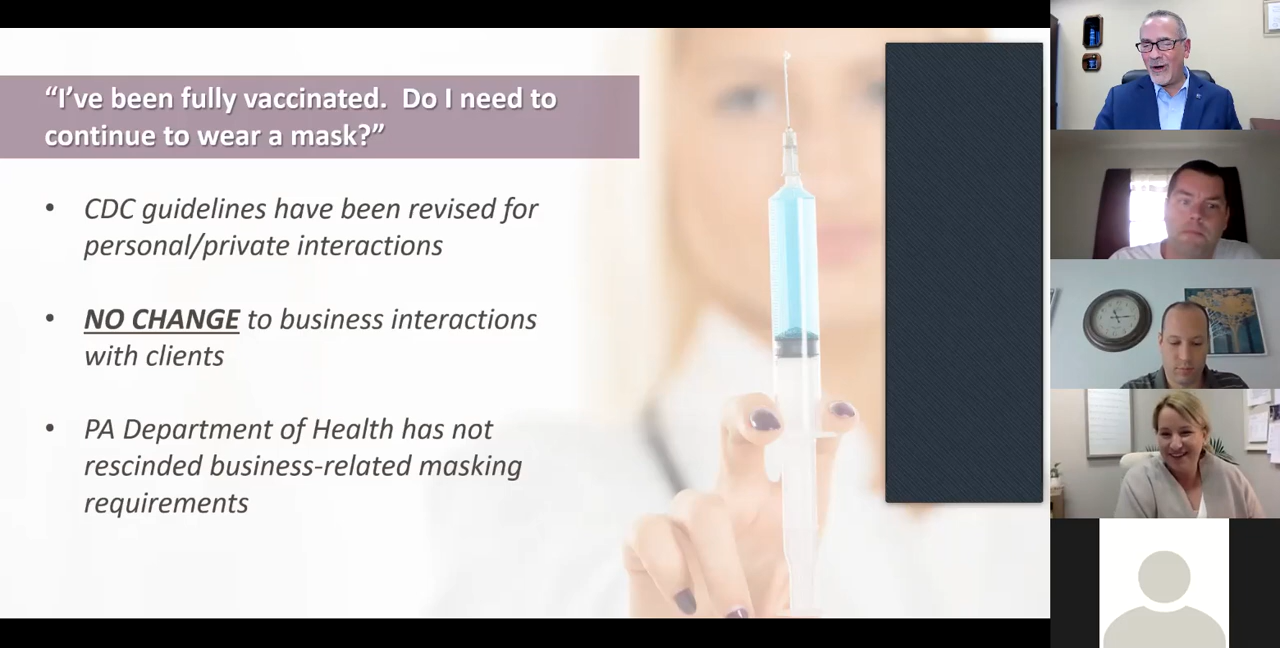 “I’ve been fully vaccinated. Do I need to
continue to wear a mask?”
• CDC guidelines have been revised for
personal/private interactions
• NO CHANGE to business interactions
with clients
• PA Department of Health has not
rescinded business-related masking
requirements